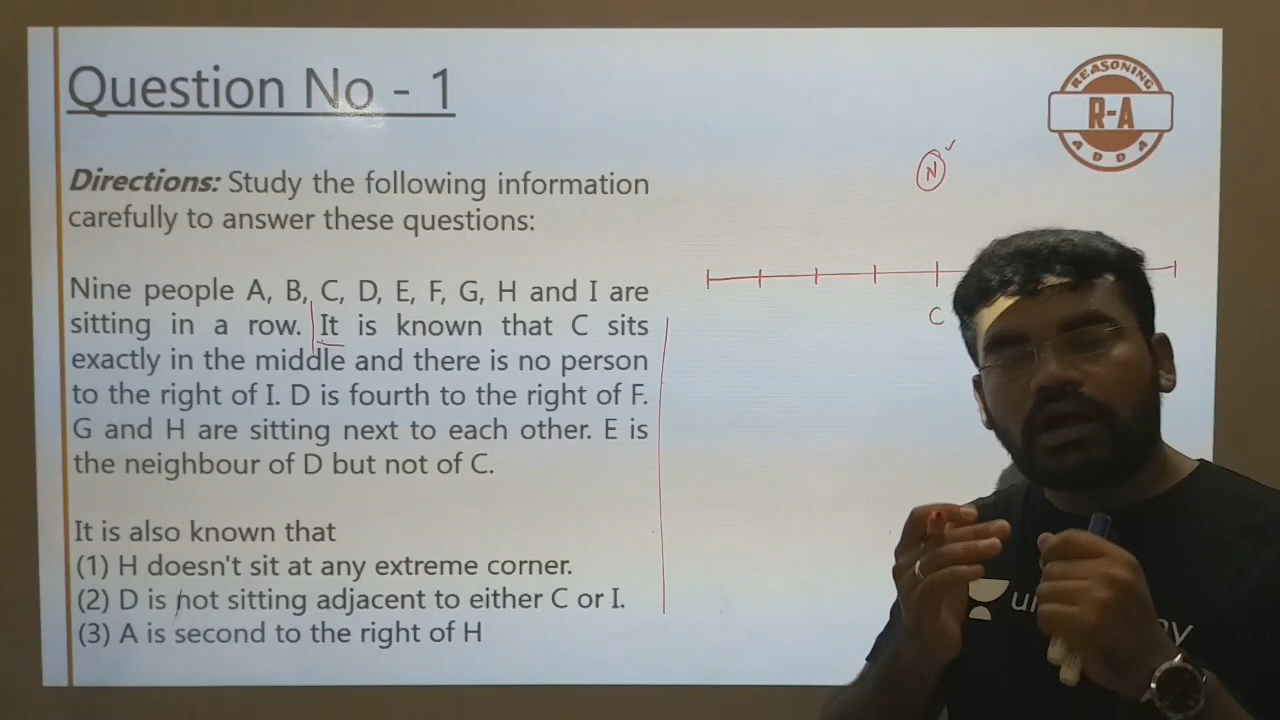 Question No - 1
REASONING
R-A
ADDA
N
Directions: Study the following information
carefully to answer these questions:
Nine people A, B, C, D, E, F, G, H and I are
sitting in a row. It is known that C sits
exactly in the middle and there is no person
to the right of I. D is fourth to the right of F.
G and H are sitting next to each other. E is
the neighbour of D but not of C.
C
It is also known that
(1) H doesn't sit at any extreme corner.
(2) D is not sitting adjacent to either C or I.
(3) A is second to the right of H